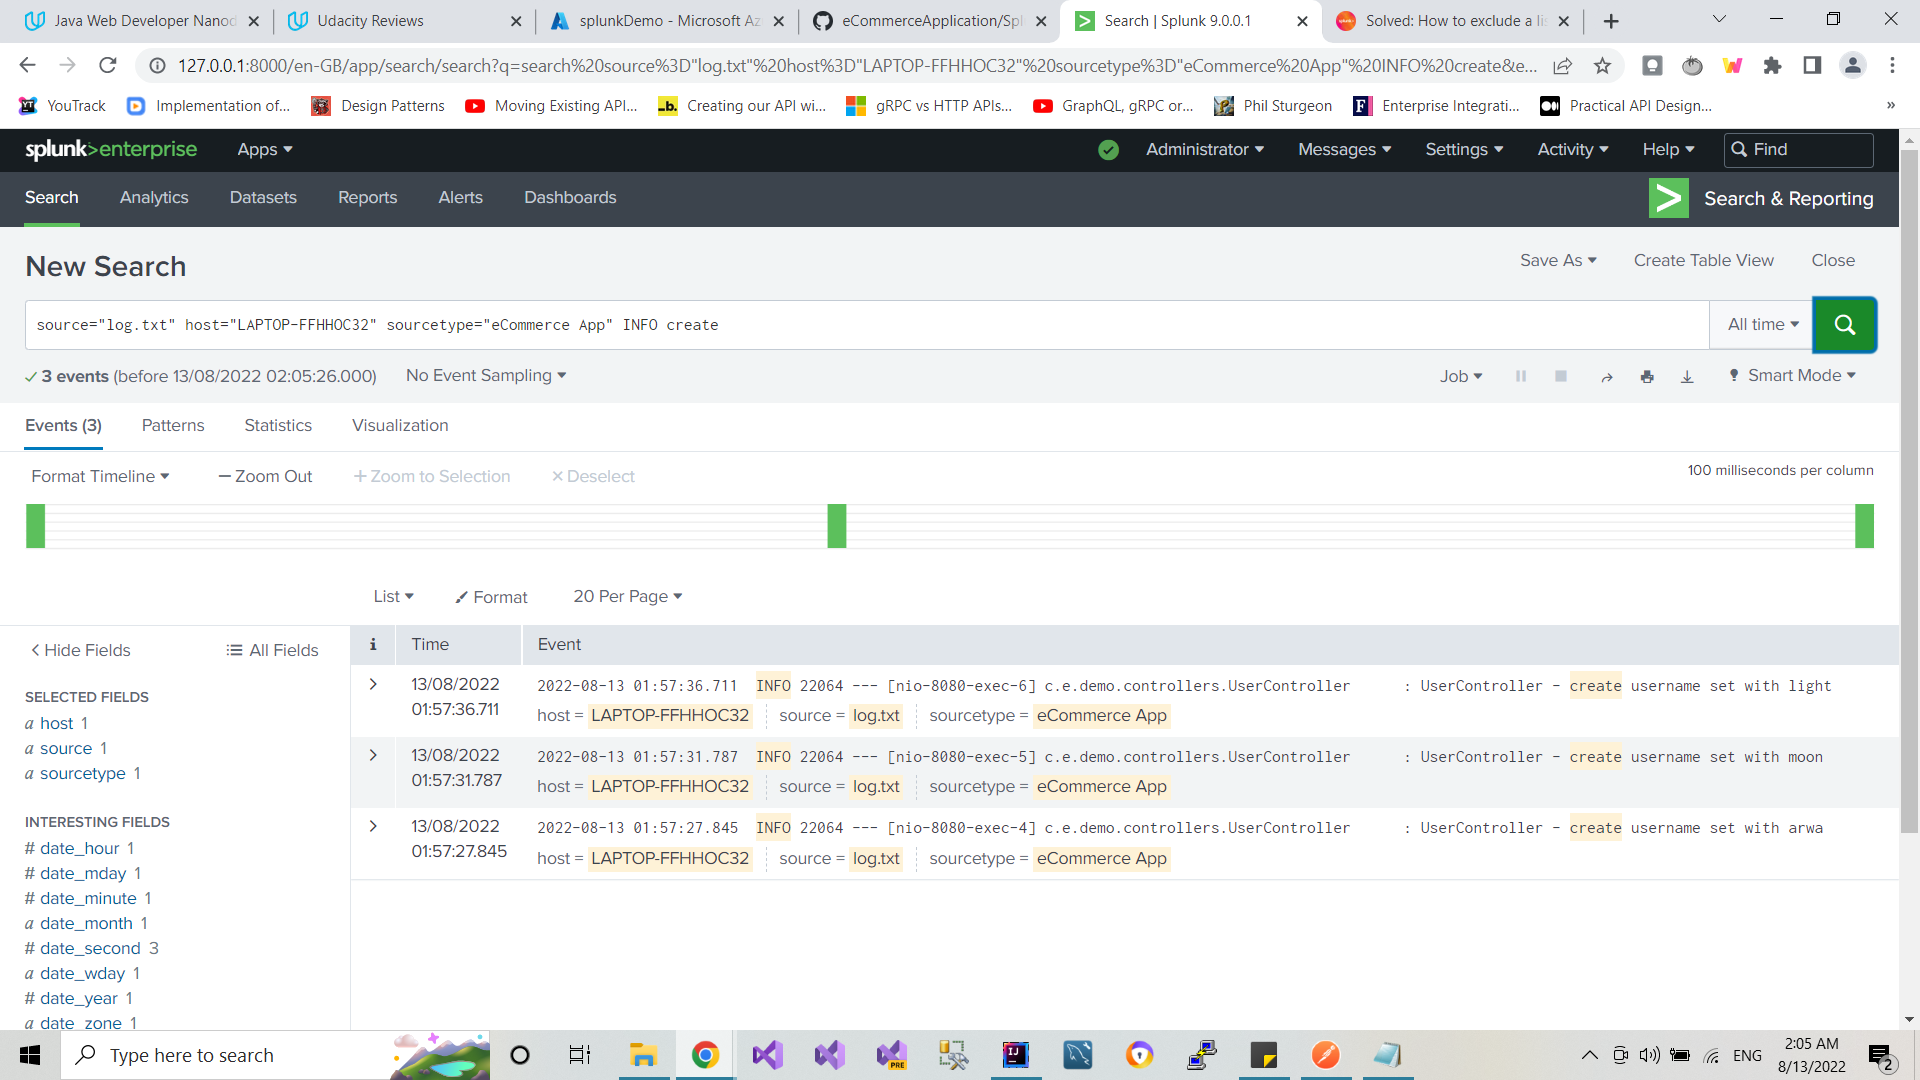 Java Web Developer Nanod
Udacity Reviews
splunkDemo - Microsoft Az
eCommerceApplication/Spl
Search | Splunk 9.0.0.1
Solved: How to exclude a li
127.0.0.1:8000/en-GB/app/search/search?q=search%20source%3D"log.txt"%20host%3D"LAPTOP-FFHHOC32"%20sourcetype%3D"eCommerce%20App"%20INFO%20create&e...
YouTrack
Implementation of...
Design Patterns
Moving Existing API...
Creating our API wi...
gRPC vs HTTP APIs...
GraphQL, gRPC or...
Phil Sturgeon
Enterprise Integrati...
Practical API Design...
»
splunk>enterprise
Apps
Administrator
Messages
Settings
Activity
Help
Find
Search
Analytics
Datasets
Reports
Alerts
Dashboards
Search & Reporting
New Search
Save As
Create Table View
Close
source="log.txt" host="LAPTOP-FFHHOC32" sourcetype="eCommerce App" INFO create
All time
3 events (before 13/08/2022 02:05:26.000)
No Event Sampling
Job
Smart Mode
Events (3)
Patterns
Statistics
Visualization
Format Timeline
— Zoom Out
+ Zoom to Selection
× Deselect
100 milliseconds per column
List
Format
20 Per Page
Hide Fields
All Fields
SELECTED FIELDS
a host 1
a source 1
a sourcetype 1
INTERESTING FIELDS
# date_hour 1
# date_mday 1
# date_minute 1
a date_month 1
# date_second 3
a date_wday 1
# date_year 1
a date_zone 1
i
Time
Event
13/08/2022
01:57:36.711
2022-08-13 01:57:36.711 INFO 22064 --- [nio-8080-exec-6] c.e.demo.controllers.UserController : UserController - create username set with light
host = LAPTOP-FFHHOC32 source = log.txt sourcetype = eCommerce App
13/08/2022
01:57:31.787
2022-08-13 01:57:31.787 INFO 22064 --- [nio-8080-exec-5] c.e.demo.controllers.UserController : UserController - create username set with moon
host = LAPTOP-FFHHOC32 source = log.txt sourcetype = eCommerce App
13/08/2022
01:57:27.845
2022-08-13 01:57:27.845 INFO 22064 --- [nio-8080-exec-4] c.e.demo.controllers.UserController : UserController - create username set with arwa
host = LAPTOP-FFHHOC32 source = log.txt sourcetype = eCommerce App
Type here to search
PRE
IJ
ENG
2:05 AM
8/13/2022
2